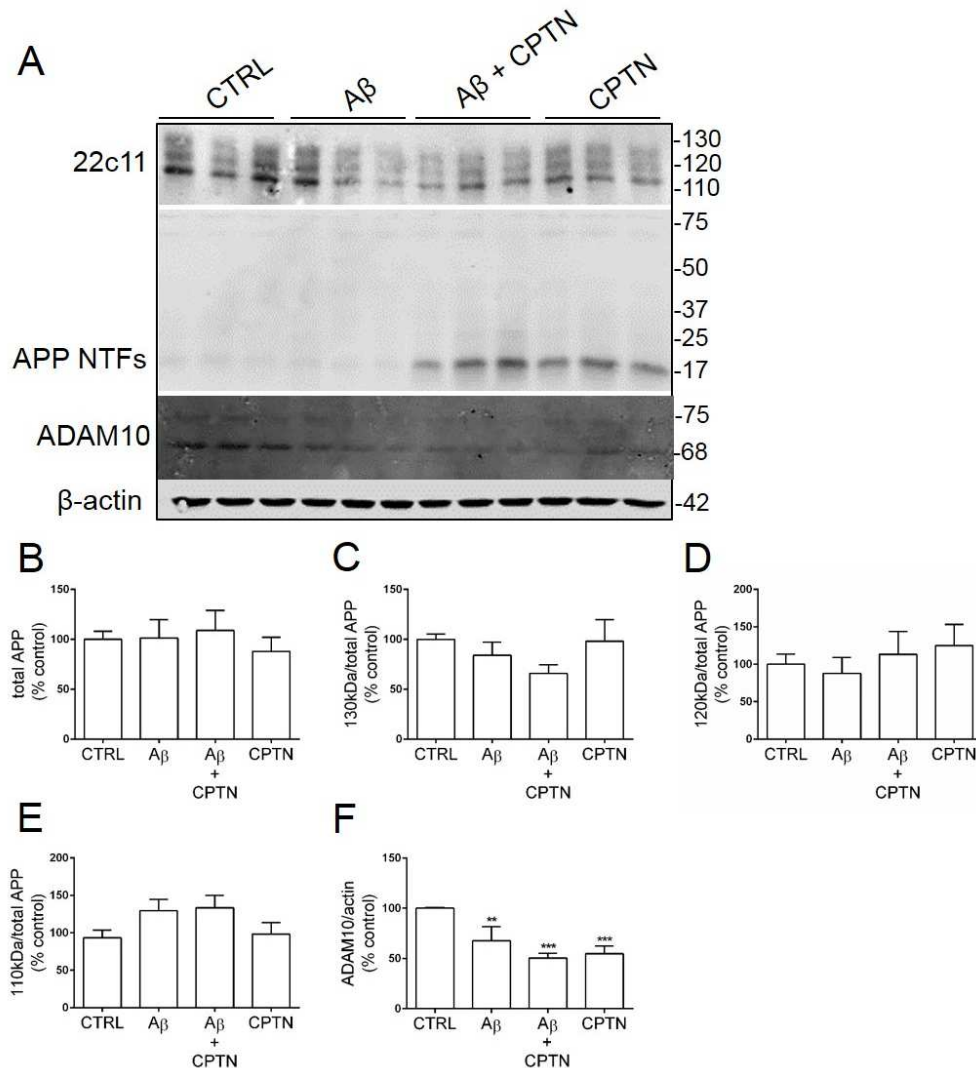 A
CTRL Aβ Aβ + CPTN CPTN
22c11
-130
-120
-110
-75
-50
-37
-25
APP NTFs -17
-75
ADAM10
-68
β-actin -42
B
total APP
(% control)
150
100
50
0
CTRL Aβ Aβ CPTN
+
CPTN
C
130kDa/total APP
(% control)
150
100
50
0
CTRL Aβ Aβ CPTN
+
CPTN
D
120kDa/total APP
(% control)
200
150
100
50
0
CTRL Aβ Aβ CPTN
+
CPTN
E
110kDa/total APP
(% control)
200
150
100
50
0
CTRL Aβ Aβ CPTN
+
CPTN
F
ADAM10/actin
(% control)
150
100
50
0
** *** ***
CTRL Aβ Aβ CPTN
+
CPTN